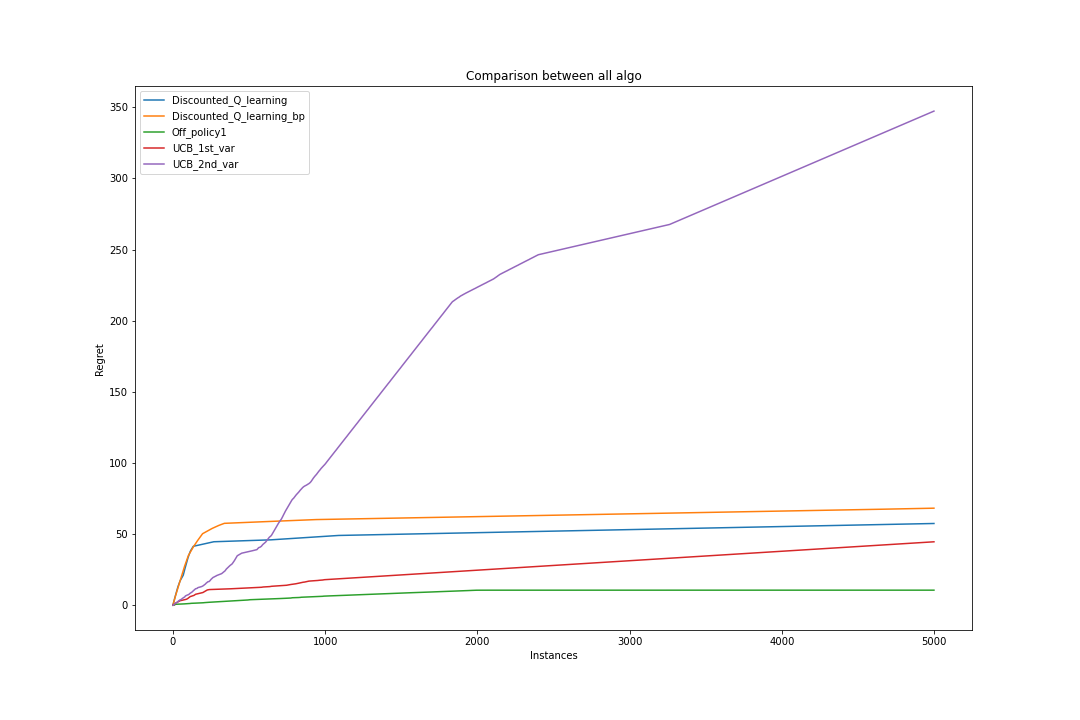 Comparison between all algo
Discounted_Q_learning
Discounted_Q_learning_bp
Off_policy1
UCB_1st_var
UCB_2nd_var
350
300
250
200
150
100
50
0
Regret
0 1000 2000 3000 4000 5000
Instances